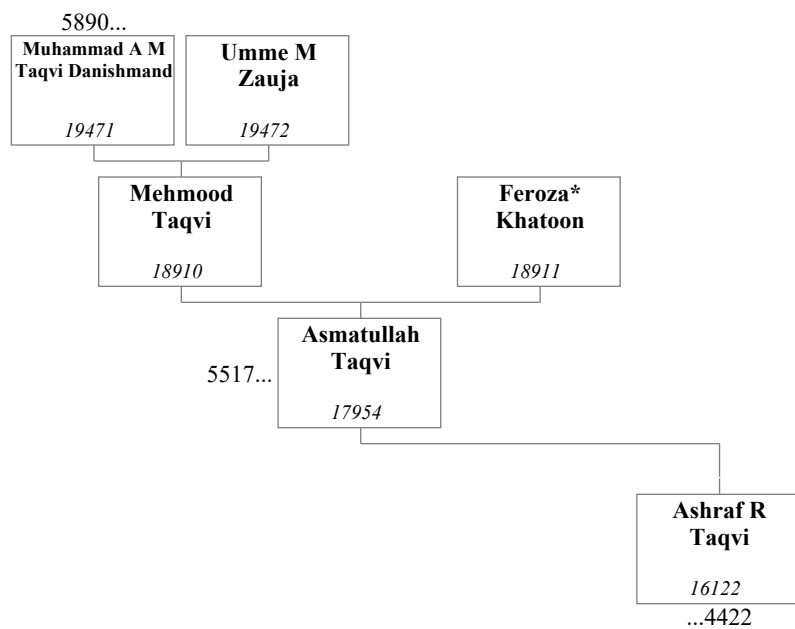 5890...
Muhammad A M
Taqvi Danishmand
19471
Umme M
Zauja
19472
Mehmood
Taqvi
18910
Feroza*
Khatoon
18911
5517...
Asmatullah
Taqvi
17954
Ashraf R
Taqvi
16122
...4422